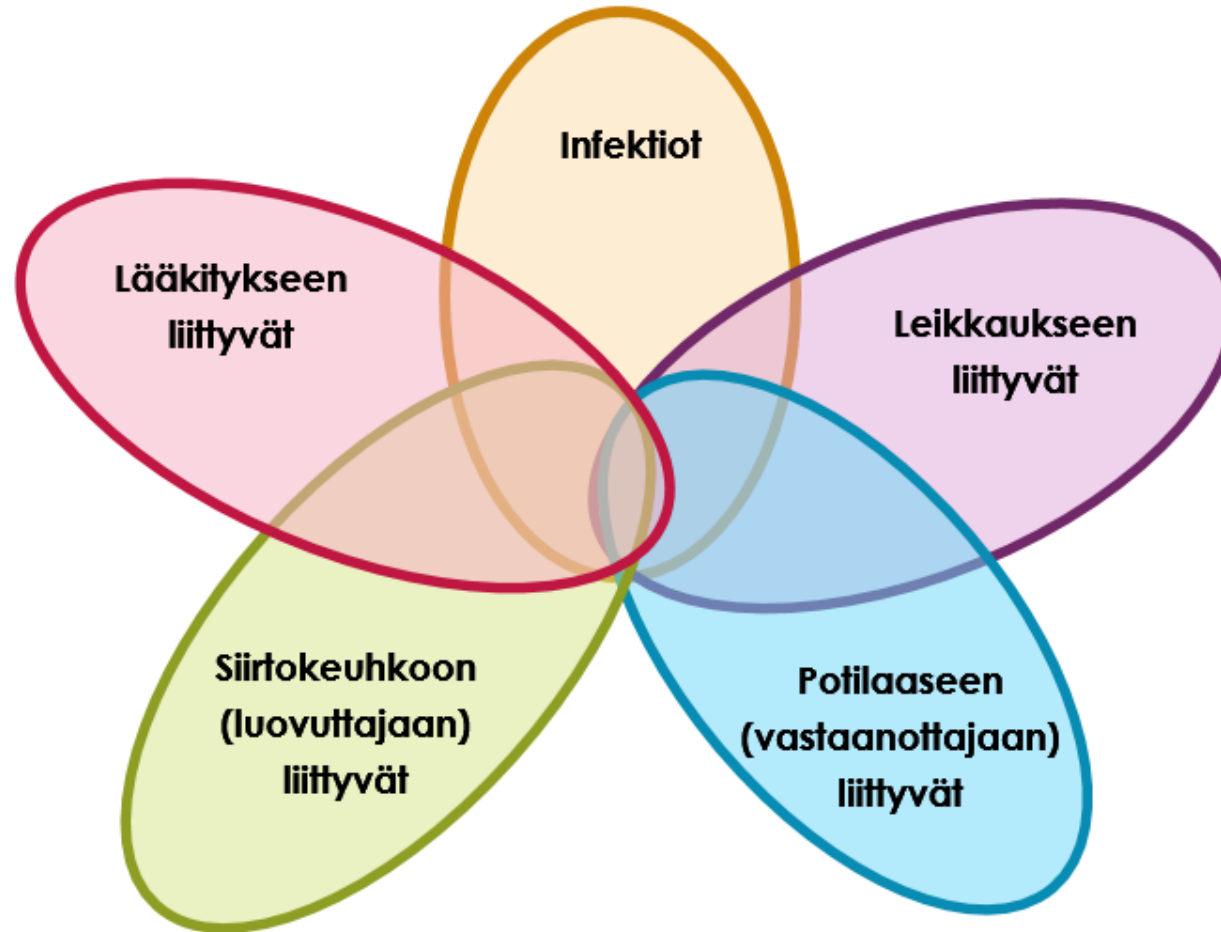 Infektiot
Lääkitykseen
liittyvät
Leikkaukseen
liittyvät
Siirtokeuhkoon
(luovuttajaan)
liittyvät
Potilaaseen
(vastaanottajaan)
liittyvät